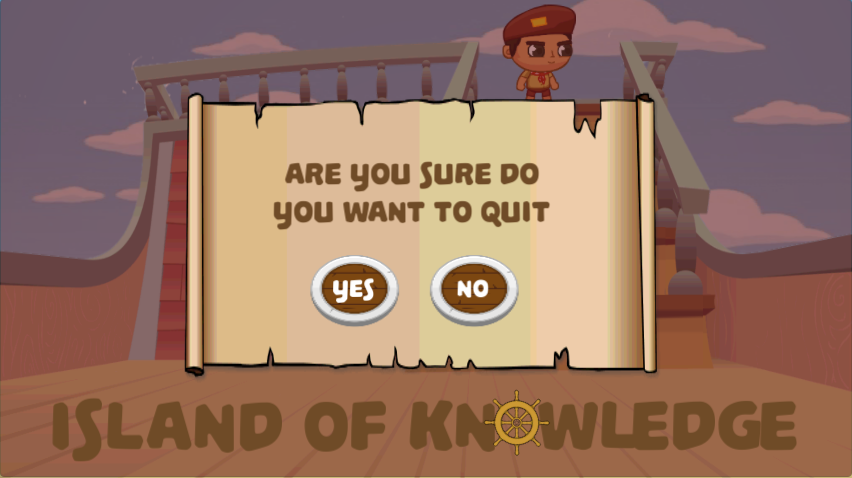 ARE YOU SURE DO
YOU WANT TO QUIT
YES NO
ISLAND OF KNOWLEDGE